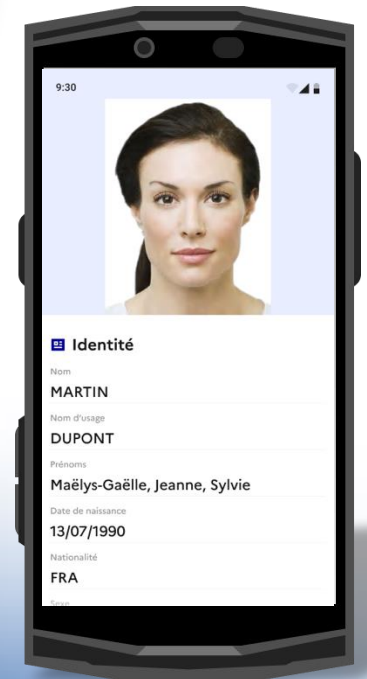 9:30
Identité
Nom
MARTIN
Nom d'usage
DUPONT
Prénoms
Maëlys-Gaëlle, Jeanne, Sylvie
Date de naissance
13/07/1990
Nationalité
FRA
Sexe